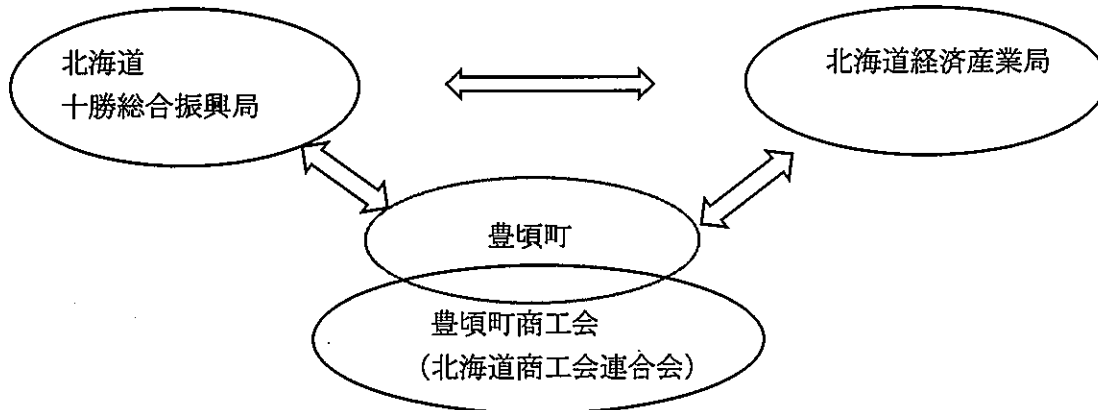 北海道
十勝総合振興局
北海道経済産業局
豊頃町
豊頃町商工会
(北海道商工会連合会)